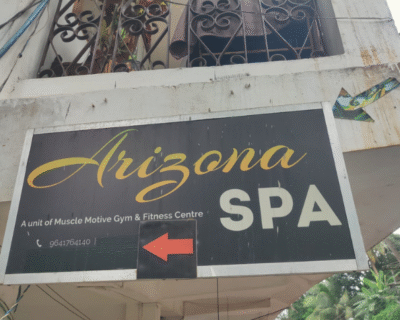 Arizona
SPA
A unit of Muscle Motive Gym & Fitness Centre
9641764140 |